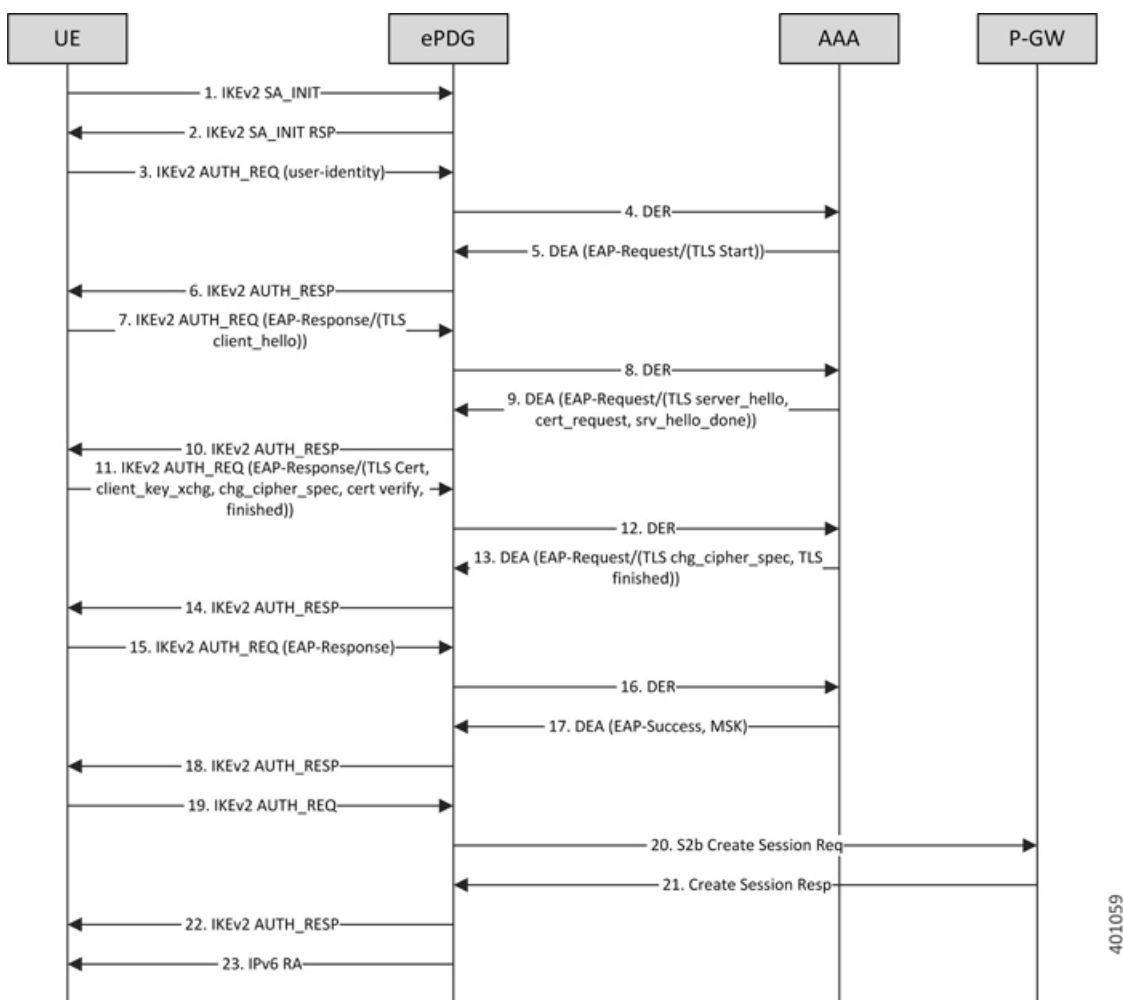 UE
ePDG
AAA
P-GW
1. IKEv2 SA_INIT
2. IKEv2 SA_INIT RSP
3. IKEv2 AUTH_REQ (user-identity)
4. DER
5. DEA (EAP-Request/(TLS Start))
6. IKEv2 AUTH_RESP
7. IKEv2 AUTH_REQ (EAP-Response/(TLS
client_hello))
8. DER
9. DEA (EAP-Request/(TLS server_hello,
cert_request, srv_hello_done))
10. IKEv2 AUTH_RESP
11. IKEv2 AUTH_REQ (EAP-Response/(TLS Cert,
client_key_xchg, chg_cipher_spec, cert verify,
finished))
12. DER
13. DEA (EAP-Request/(TLS chg_cipher_spec, TLS
finished))
14. IKEv2 AUTH_RESP
15. IKEv2 AUTH_REQ (EAP-Response)
16. DER
17. DEA (EAP-Success, MSK)
18. IKEv2 AUTH_RESP
19. IKEv2 AUTH_REQ
20. S2b Create Session Req
21. Create Session Resp
22. IKEv2 AUTH_RESP
23. IPv6 RA
401059